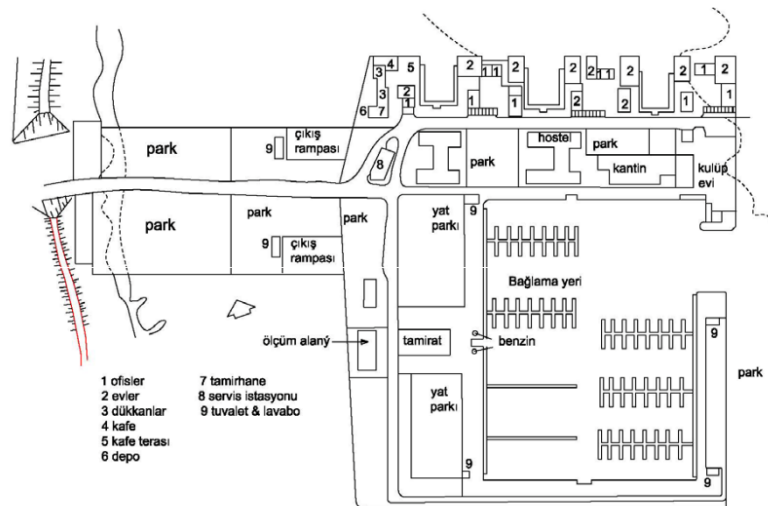 4
5
3
3
2
1
6
7
2
1
1
1
2
1
2
2
2
1
1
2
2
2
1
1
2
1
park
9
çıkış
rampası
8
park
hostel
park
kantin
kulüp
evi
park
park
9
çıkış
rampası
park
yat
parkı
9
Bağlama yeri
ölçüm alaný
tamirat
benzin
9
park
yat
parkı
9
9
1 ofisler
2 evler
3 dükkanlar
4 kafe
5 kafe terası
6 depo
7 tamirhane
8 servis istasyonu
9 tuvalet & lavabo